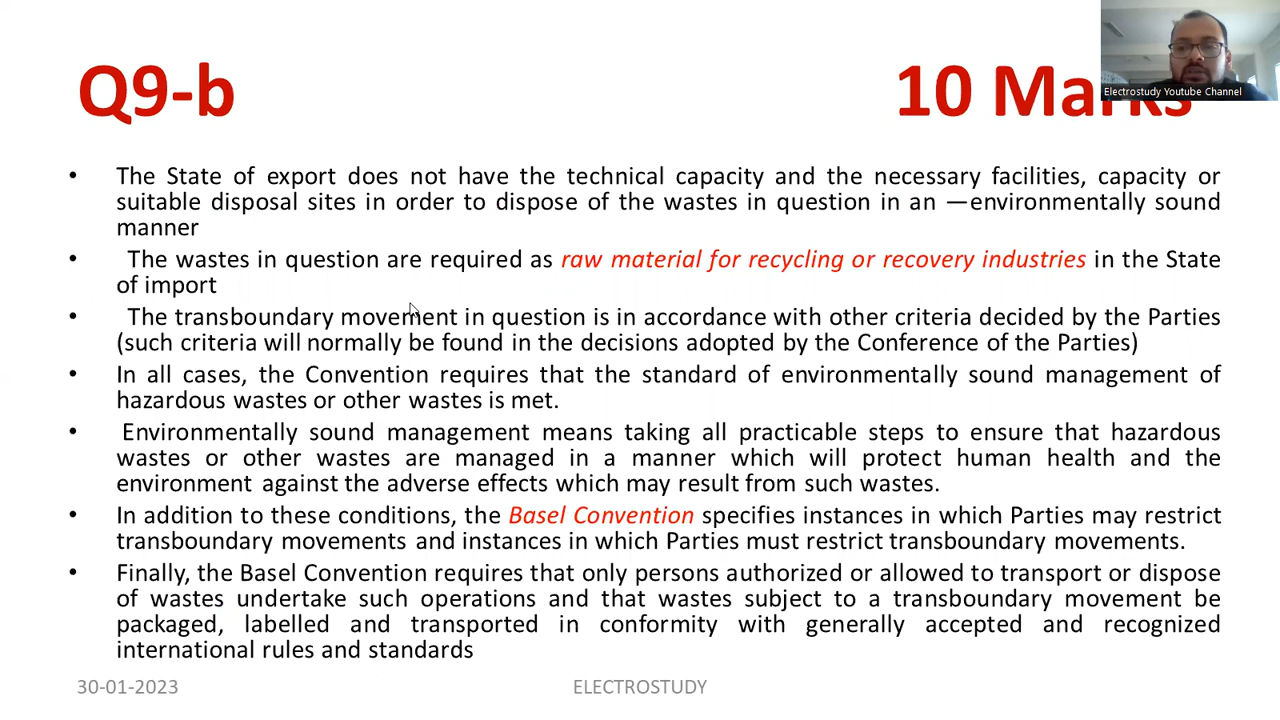 Q9-b
10 Marks
Electrostudy Youtube Channel
• The State of export does not have the technical capacity and the necessary facilities, capacity or
suitable disposal sites in order to dispose of the wastes in question in an —environmentally sound
manner
• The wastes in question are required as raw material for recycling or recovery industries in the State
of import
• The transboundary movement in question is in accordance with other criteria decided by the Parties
(such criteria will normally be found in the decisions adopted by the Conference of the Parties)
• In all cases, the Convention requires that the standard of environmentally sound management of
hazardous wastes or other wastes is met.
• Environmentally sound management means taking all practicable steps to ensure that hazardous
wastes or other wastes are managed in a manner which will protect human health and the
environment against the adverse effects which may result from such wastes.
• In addition to these conditions, the Basel Convention specifies instances in which Parties may restrict
transboundary movements and instances in which Parties must restrict transboundary movements.
• Finally, the Basel Convention requires that only persons authorized or allowed to transport or dispose
of wastes undertake such operations and that wastes subject to a transboundary movement be
packaged, labelled and transported in conformity with generally accepted and recognized
international rules and standards
30-01-2023
ELECTROSTUDY